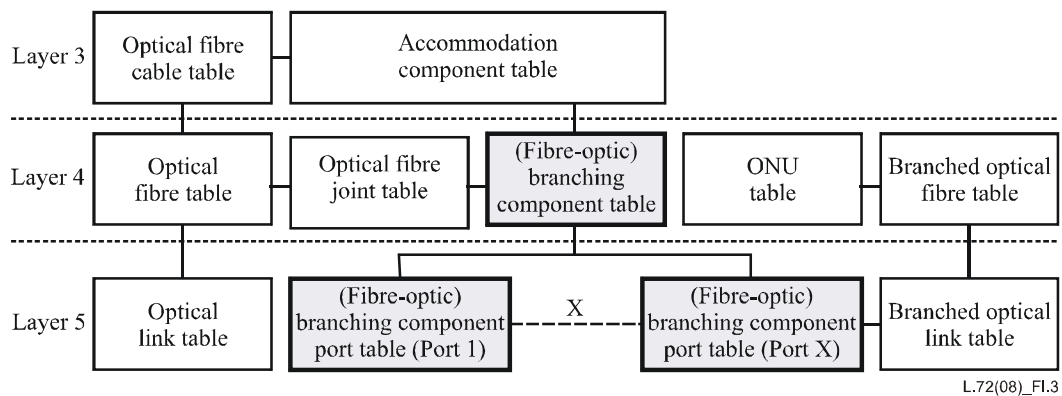 Layer 3
Optical fibre
cable table
Accommodation
component table
Layer 4
Optical
fibre table
Optical fibre
joint table
(Fibre-optic)
branching
component table
ONU
table
Branched optical
fibre table
Layer 5
Optical
link table
(Fibre-optic)
branching component
port table (Port 1)
X
(Fibre-optic)
branching component
port table (Port X)
Branched optical
link table
L.72(08)_FI.3